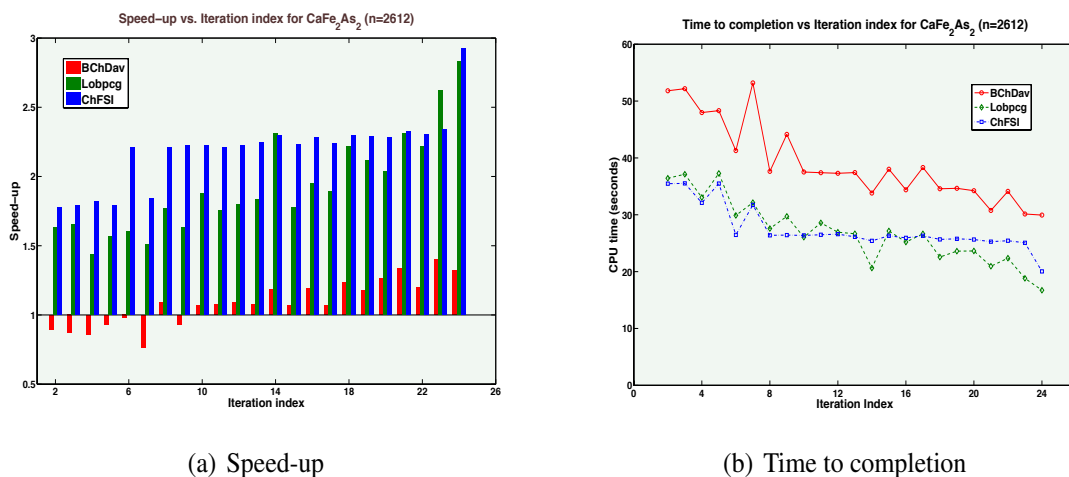 Speed-up vs. Iteration index for CaFe₂As₂ (n=2612)
3
2.5
2
1.5
1
0.5
Speed-up
BChDav
Lobpcg
ChFSI
2 6 10 14 18 22 26
Iteration index
(a) Speed-up
Time to completion vs Iteration index for CaFe₂As₂ (n=2612)
60
50
40
30
20
10
0
CPU time (seconds)
BChDav
Lobpcg
ChFSI
0 4 8 12 16 20 24
Iteration Index
(b) Time to completion